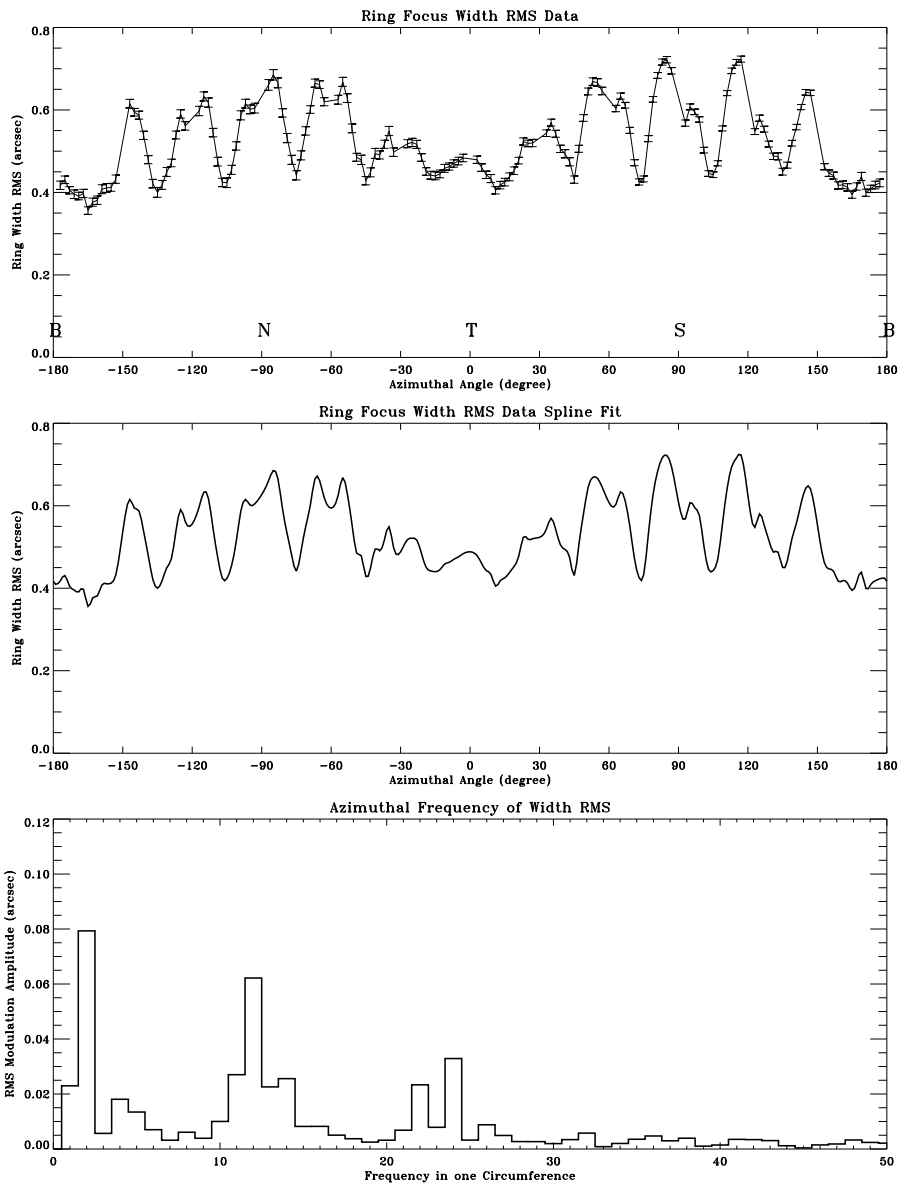 Ring Focus Width RMS Data
0.8
0.6
0.4
0.2
0.0
Ring Width RMS (arcsec)
B N T S B
−180 −150 −120 −90 −60 −30 0 30 60 90 120 150 180
Azimuthal Angle (degree)
Ring Focus Width RMS Data Spline Fit
0.8
0.6
0.4
0.2
0.0
Ring Width RMS (arcsec)
−180 −150 −120 −90 −60 −30 0 30 60 90 120 150 180
Azimuthal Angle (degree)
Azimuthal Frequency of Width RMS
0.12
0.10
0.08
0.06
0.04
0.02
0.00
RMS Modulation Amplitude (arcsec)
0 10 20 30 40 50
Frequency in one Circumference